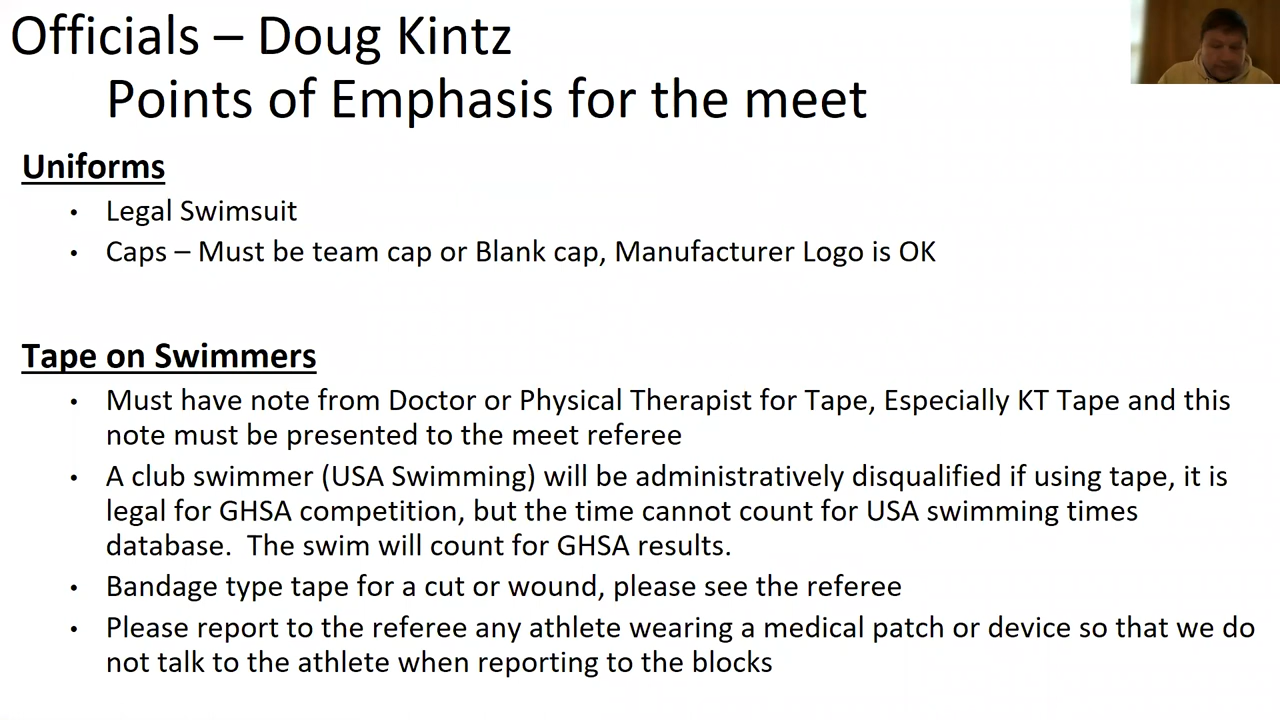 Officials – Doug Kintz
Points of Emphasis for the meet
Uniforms
• Legal Swimsuit
• Caps – Must be team cap or Blank cap, Manufacturer Logo is OK
Tape on Swimmers
• Must have note from Doctor or Physical Therapist for Tape, Especially KT Tape and this
note must be presented to the meet referee
• A club swimmer (USA Swimming) will be administratively disqualified if using tape, it is
legal for GHSA competition, but the time cannot count for USA swimming times
database.  The swim will count for GHSA results.
• Bandage type tape for a cut or wound, please see the referee
• Please report to the referee any athlete wearing a medical patch or device so that we do
not talk to the athlete when reporting to the blocks